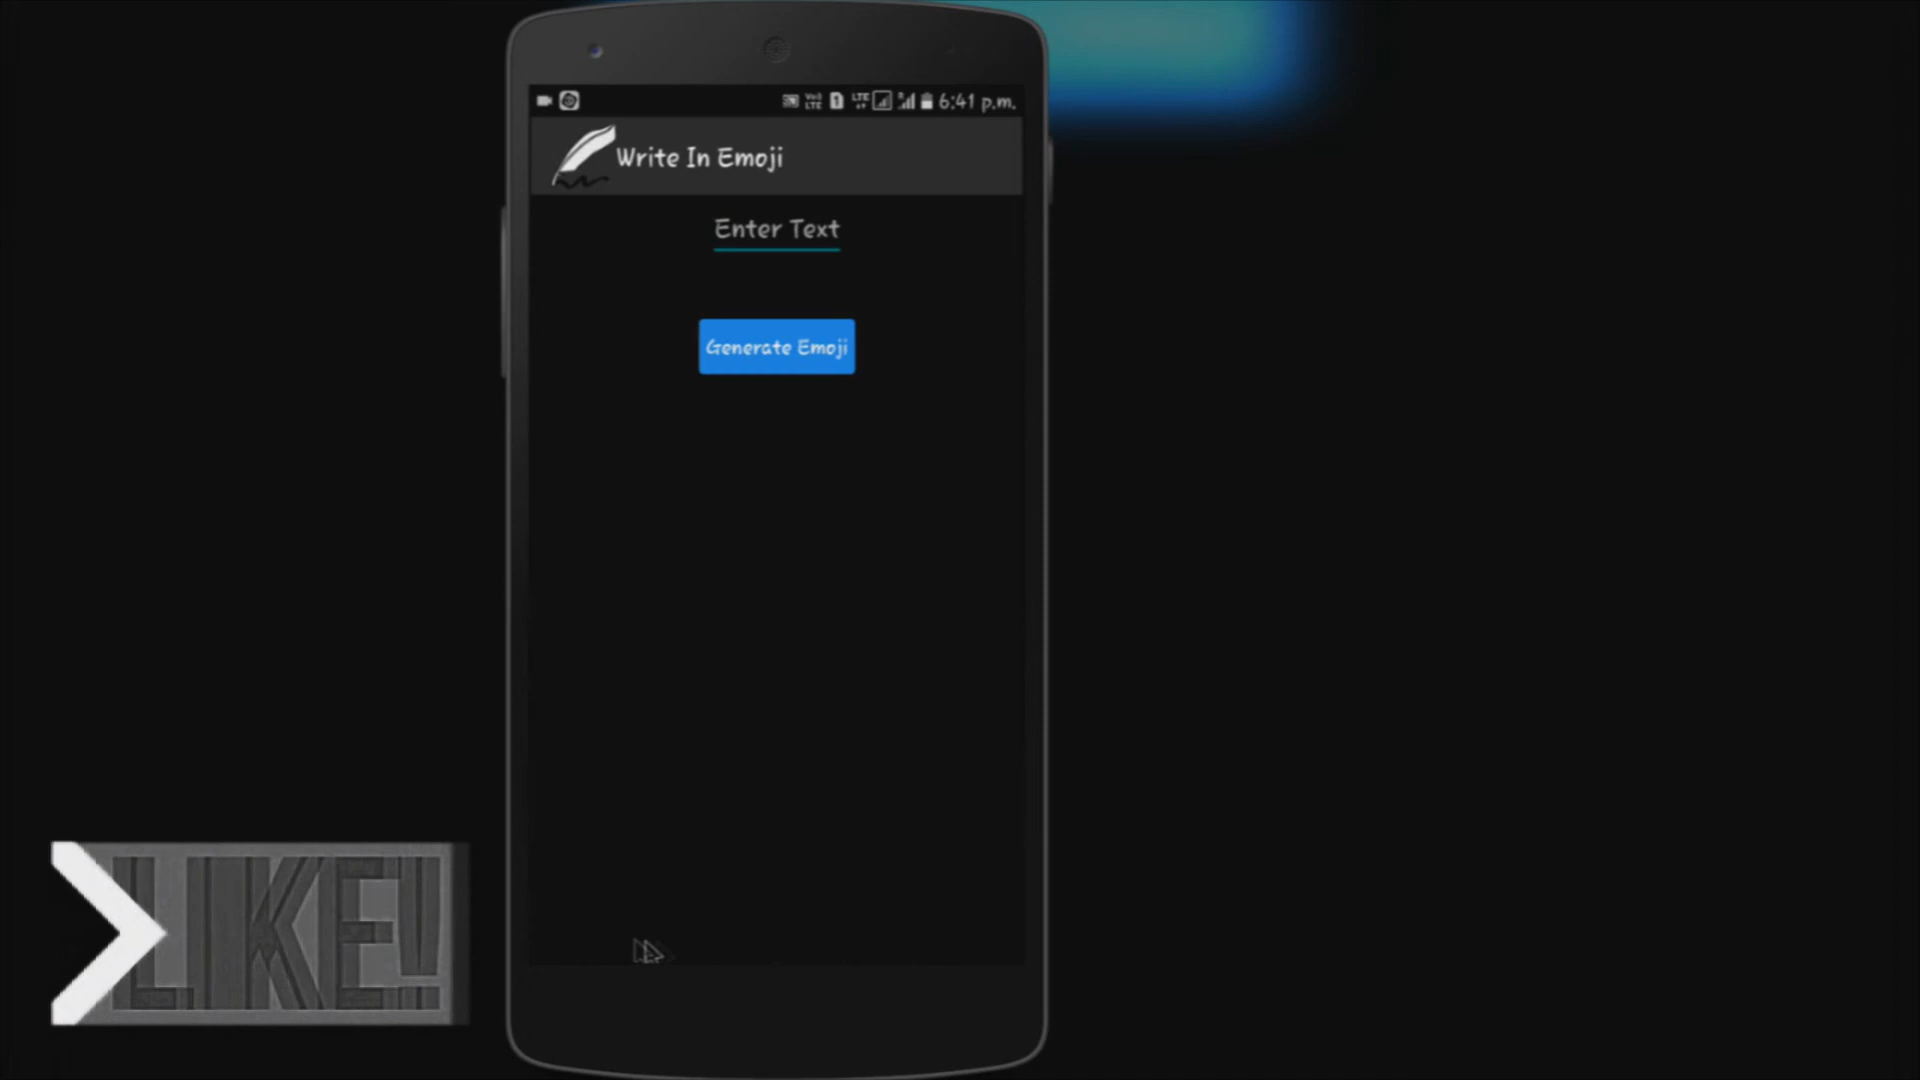 6:41 p.m.
Write In Emoji
Enter Text
Generate Emoji
LIKE!